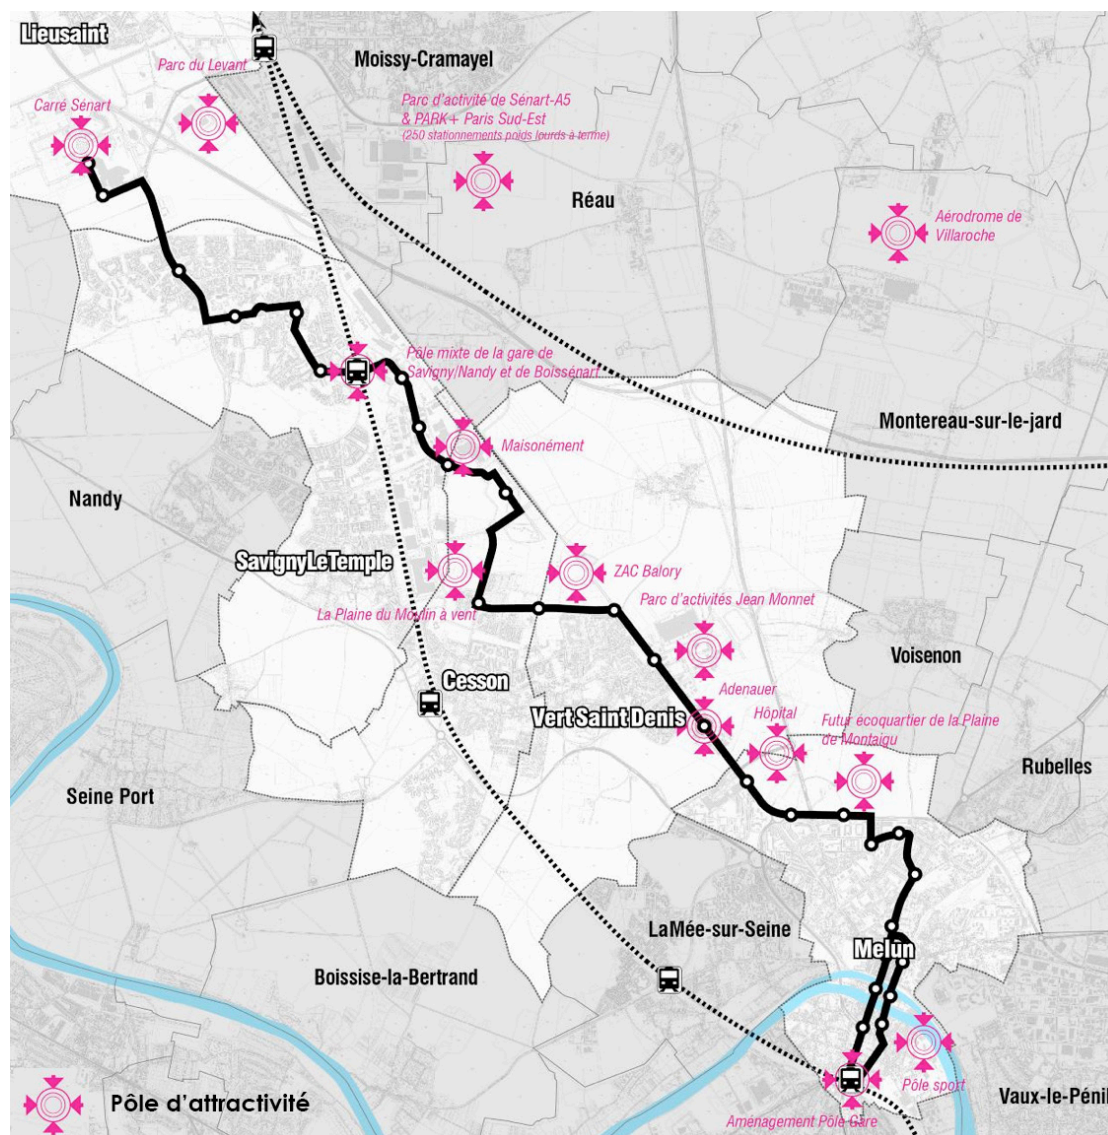 Lieusaint
Moissy-Cramayel
Parc du Levant
Carré Sénart
Parc d'activité de Sénart-A5
& PARK+ Paris Sud-Est
(250 stationnements poids lourds à terme)
Réau
Aérodrome de
Villaroche
Pôle mixte de la gare de
Savigny/Nandy et de Boissénart
Montereau-sur-le-jard
Maisonément
Nandy
SavignyLeTemple
ZAC Balory
Parc d'activités Jean Monnet
La Plaine du Moulin à vent
Voisenon
Cesson
Adenauer
Vert Saint Denis
Hôpital
Futur écoquartier de la Plaine
de Montaigu
Rubelles
Seine Port
LaMée-sur-Seine
Melun
Boissise-la-Bertrand
Pôle sport
Vaux-le-Pénil
Pôle d'attractivité
Aménagement Pôle Gare